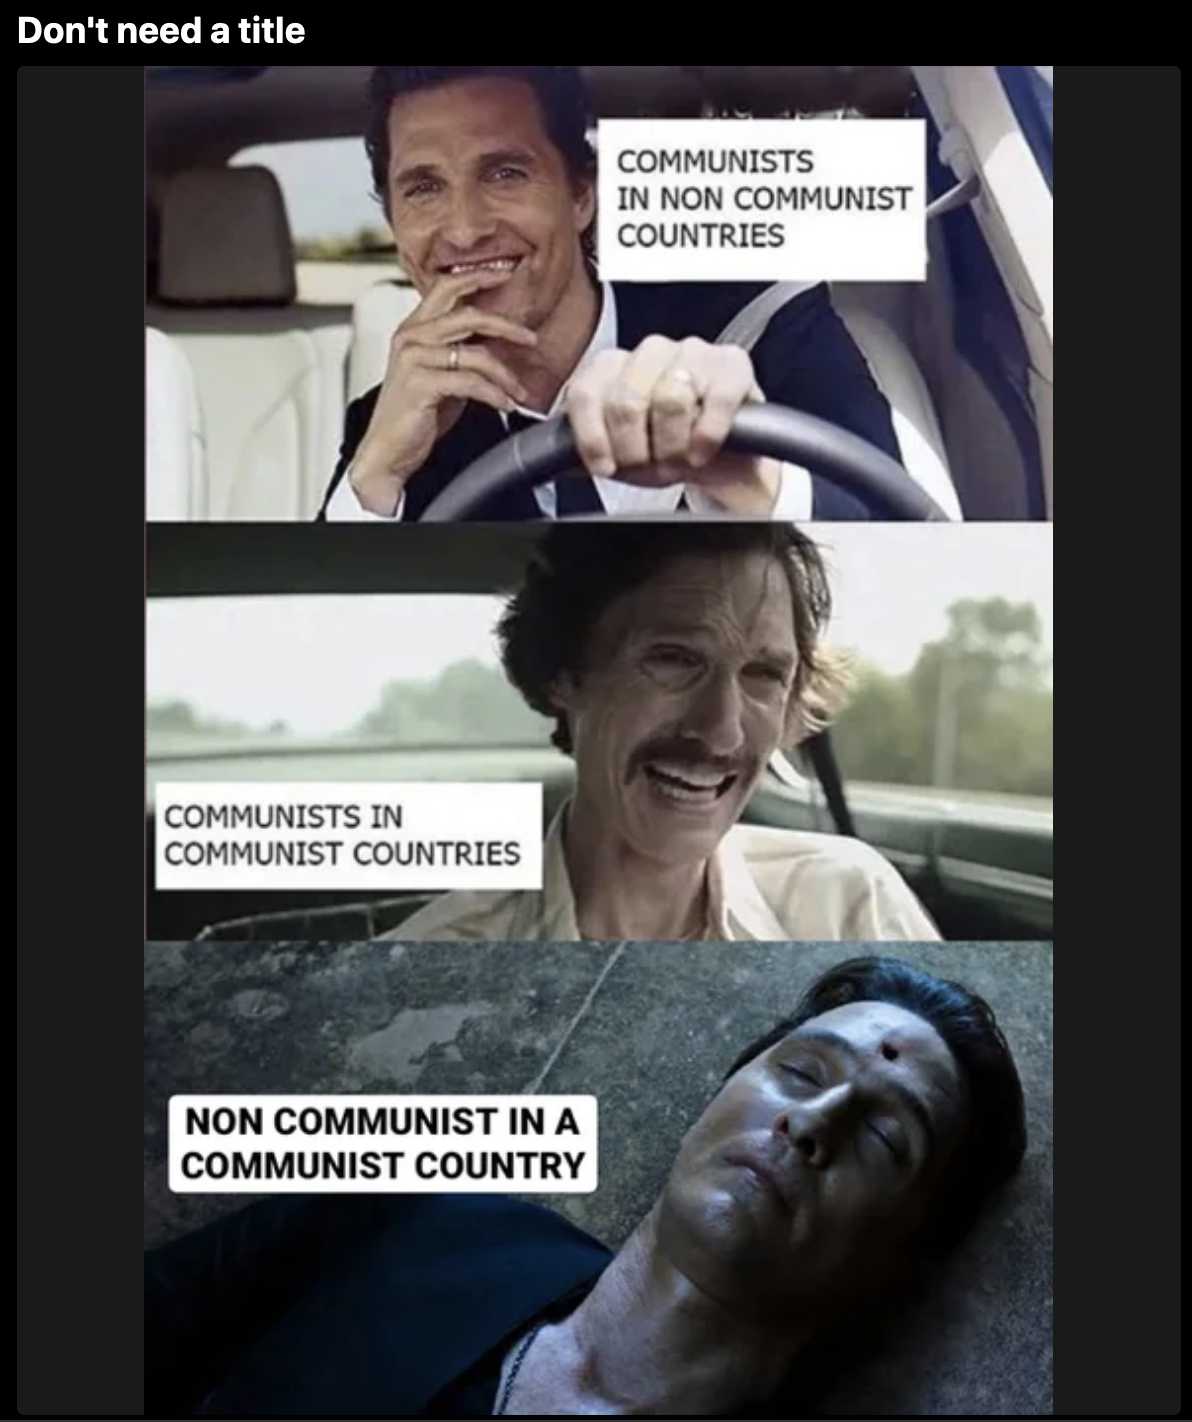 Don't need a title
COMMUNISTS
IN NON COMMUNIST
COUNTRIES
COMMUNISTS IN
COMMUNIST COUNTRIES
NON COMMUNIST IN A
COMMUNIST COUNTRY